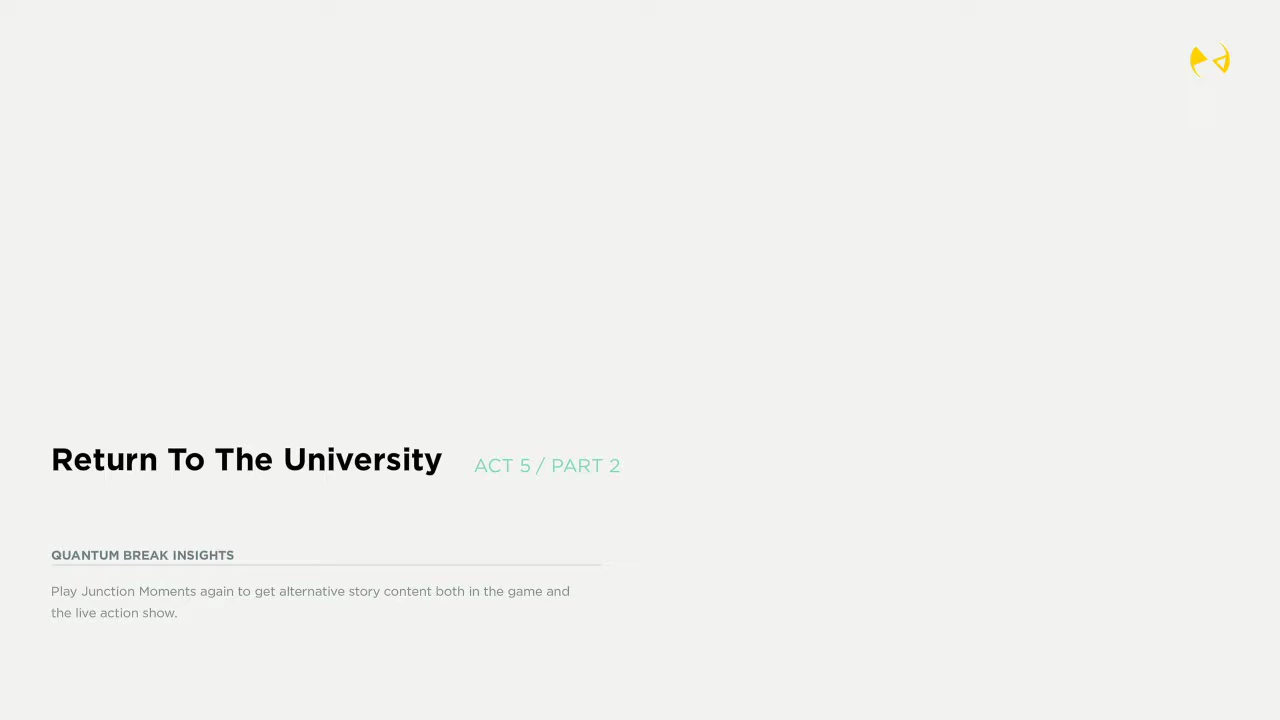 Return To The University ACT 5 / PART 2
QUANTUM BREAK INSIGHTS
Play Junction Moments again to get alternative story content both in the game and
the live action show.